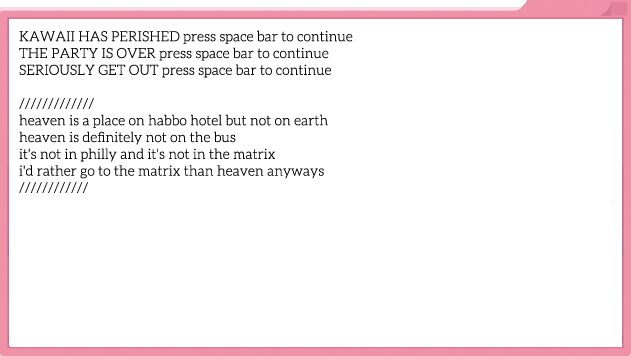 KAWAII HAS PERISHED press space bar to continue
THE PARTY IS OVER press space bar to continue
SERIOUSLY GET OUT press space bar to continue
/////////////
heaven is a place on habbo hotel but not on earth
heaven is definitely not on the bus
it's not in philly and it's not in the matrix
i'd rather go to the matrix than heaven anyways
////////////